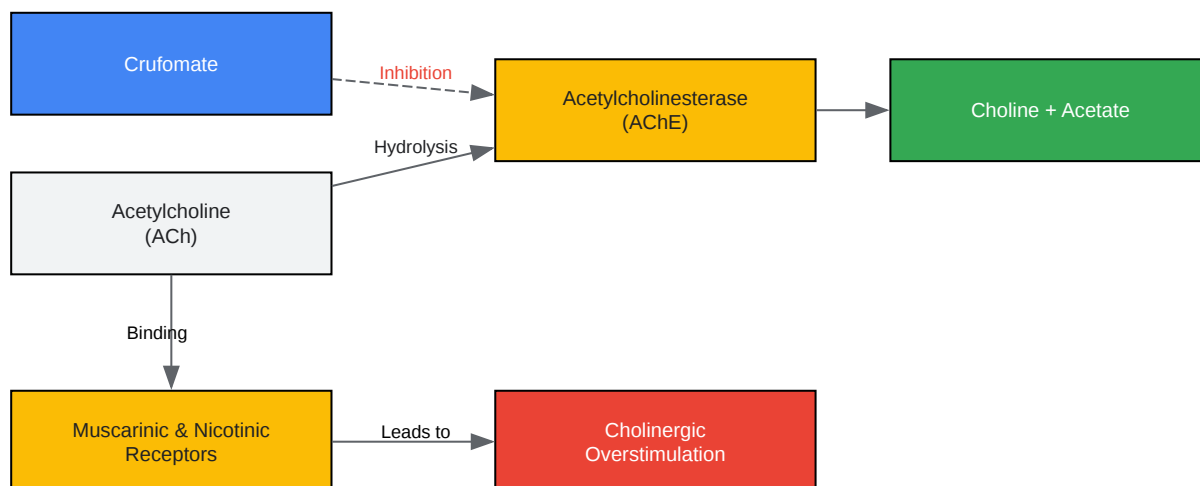 Crufomate
Inhibition
Acetylcholinesterase
(AChE)
Choline + Acetate
Hydrolysis
Acetylcholine
(ACh)
Binding
Muscarinic & Nicotinic
Receptors
Leads to
Cholinergic
Overstimulation